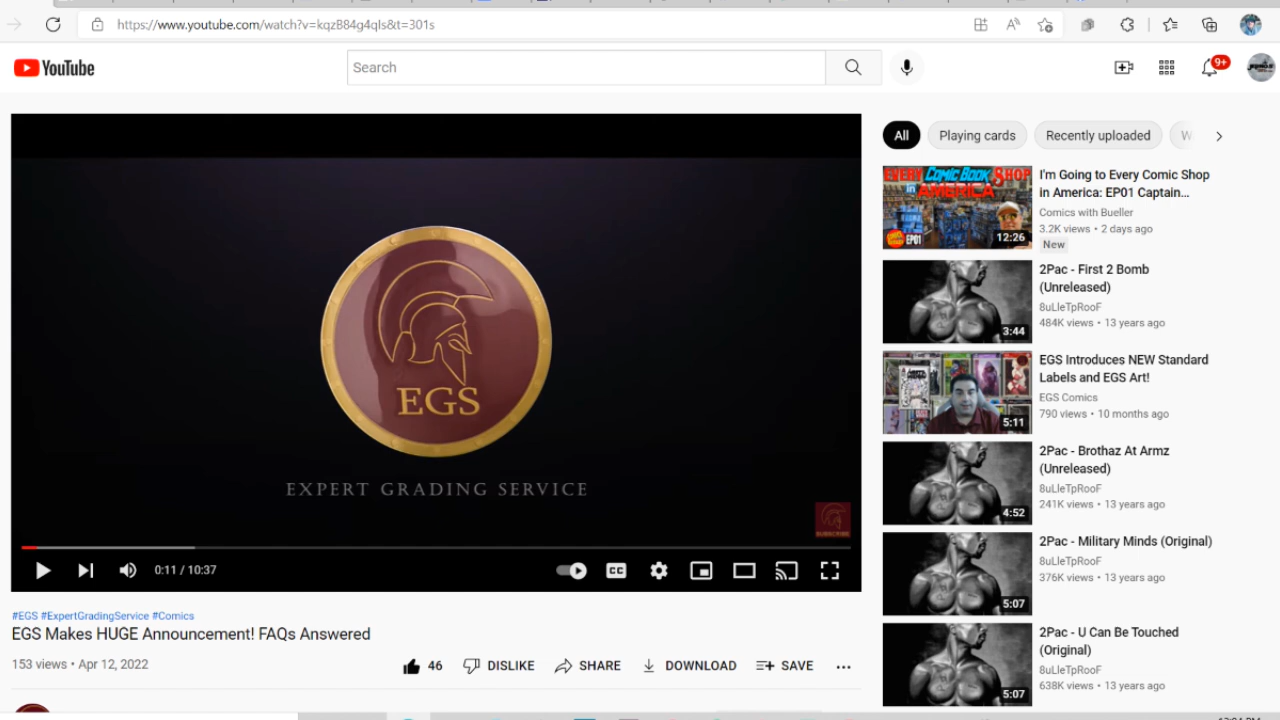 https://www.youtube.com/watch?v=kqzB84g4qIs&t=301s
YouTube
Search
9+
EGS
EXPERT GRADING SERVICE
0:11 / 10:37
CC
#EGS #ExpertGradingService #Comics
EGS Makes HUGE Announcement! FAQs Answered
153 views • Apr 12, 2022
46
DISLIKE
SHARE
DOWNLOAD
SAVE
All
Playing cards
Recently uploaded
EVERY COMIC BOOK SHOP
in AMERICA
EP01
12:26
I'm Going to Every Comic Shop
in America: EP01 Captain...
Comics with Bueller
3.2K views • 2 days ago
New
3:44
2Pac - First 2 Bomb
(Unreleased)
8uLleTpRooF
484K views • 13 years ago
5:11
EGS Introduces NEW Standard
Labels and EGS Art!
EGS Comics
790 views • 10 months ago
4:52
2Pac - Brothaz At Armz
(Unreleased)
8uLleTpRooF
241K views • 13 years ago
5:07
2Pac - Military Minds (Original)
8uLleTpRooF
376K views • 13 years ago
5:07
2Pac - U Can Be Touched
(Original)
8uLleTpRooF
638K views • 13 years ago